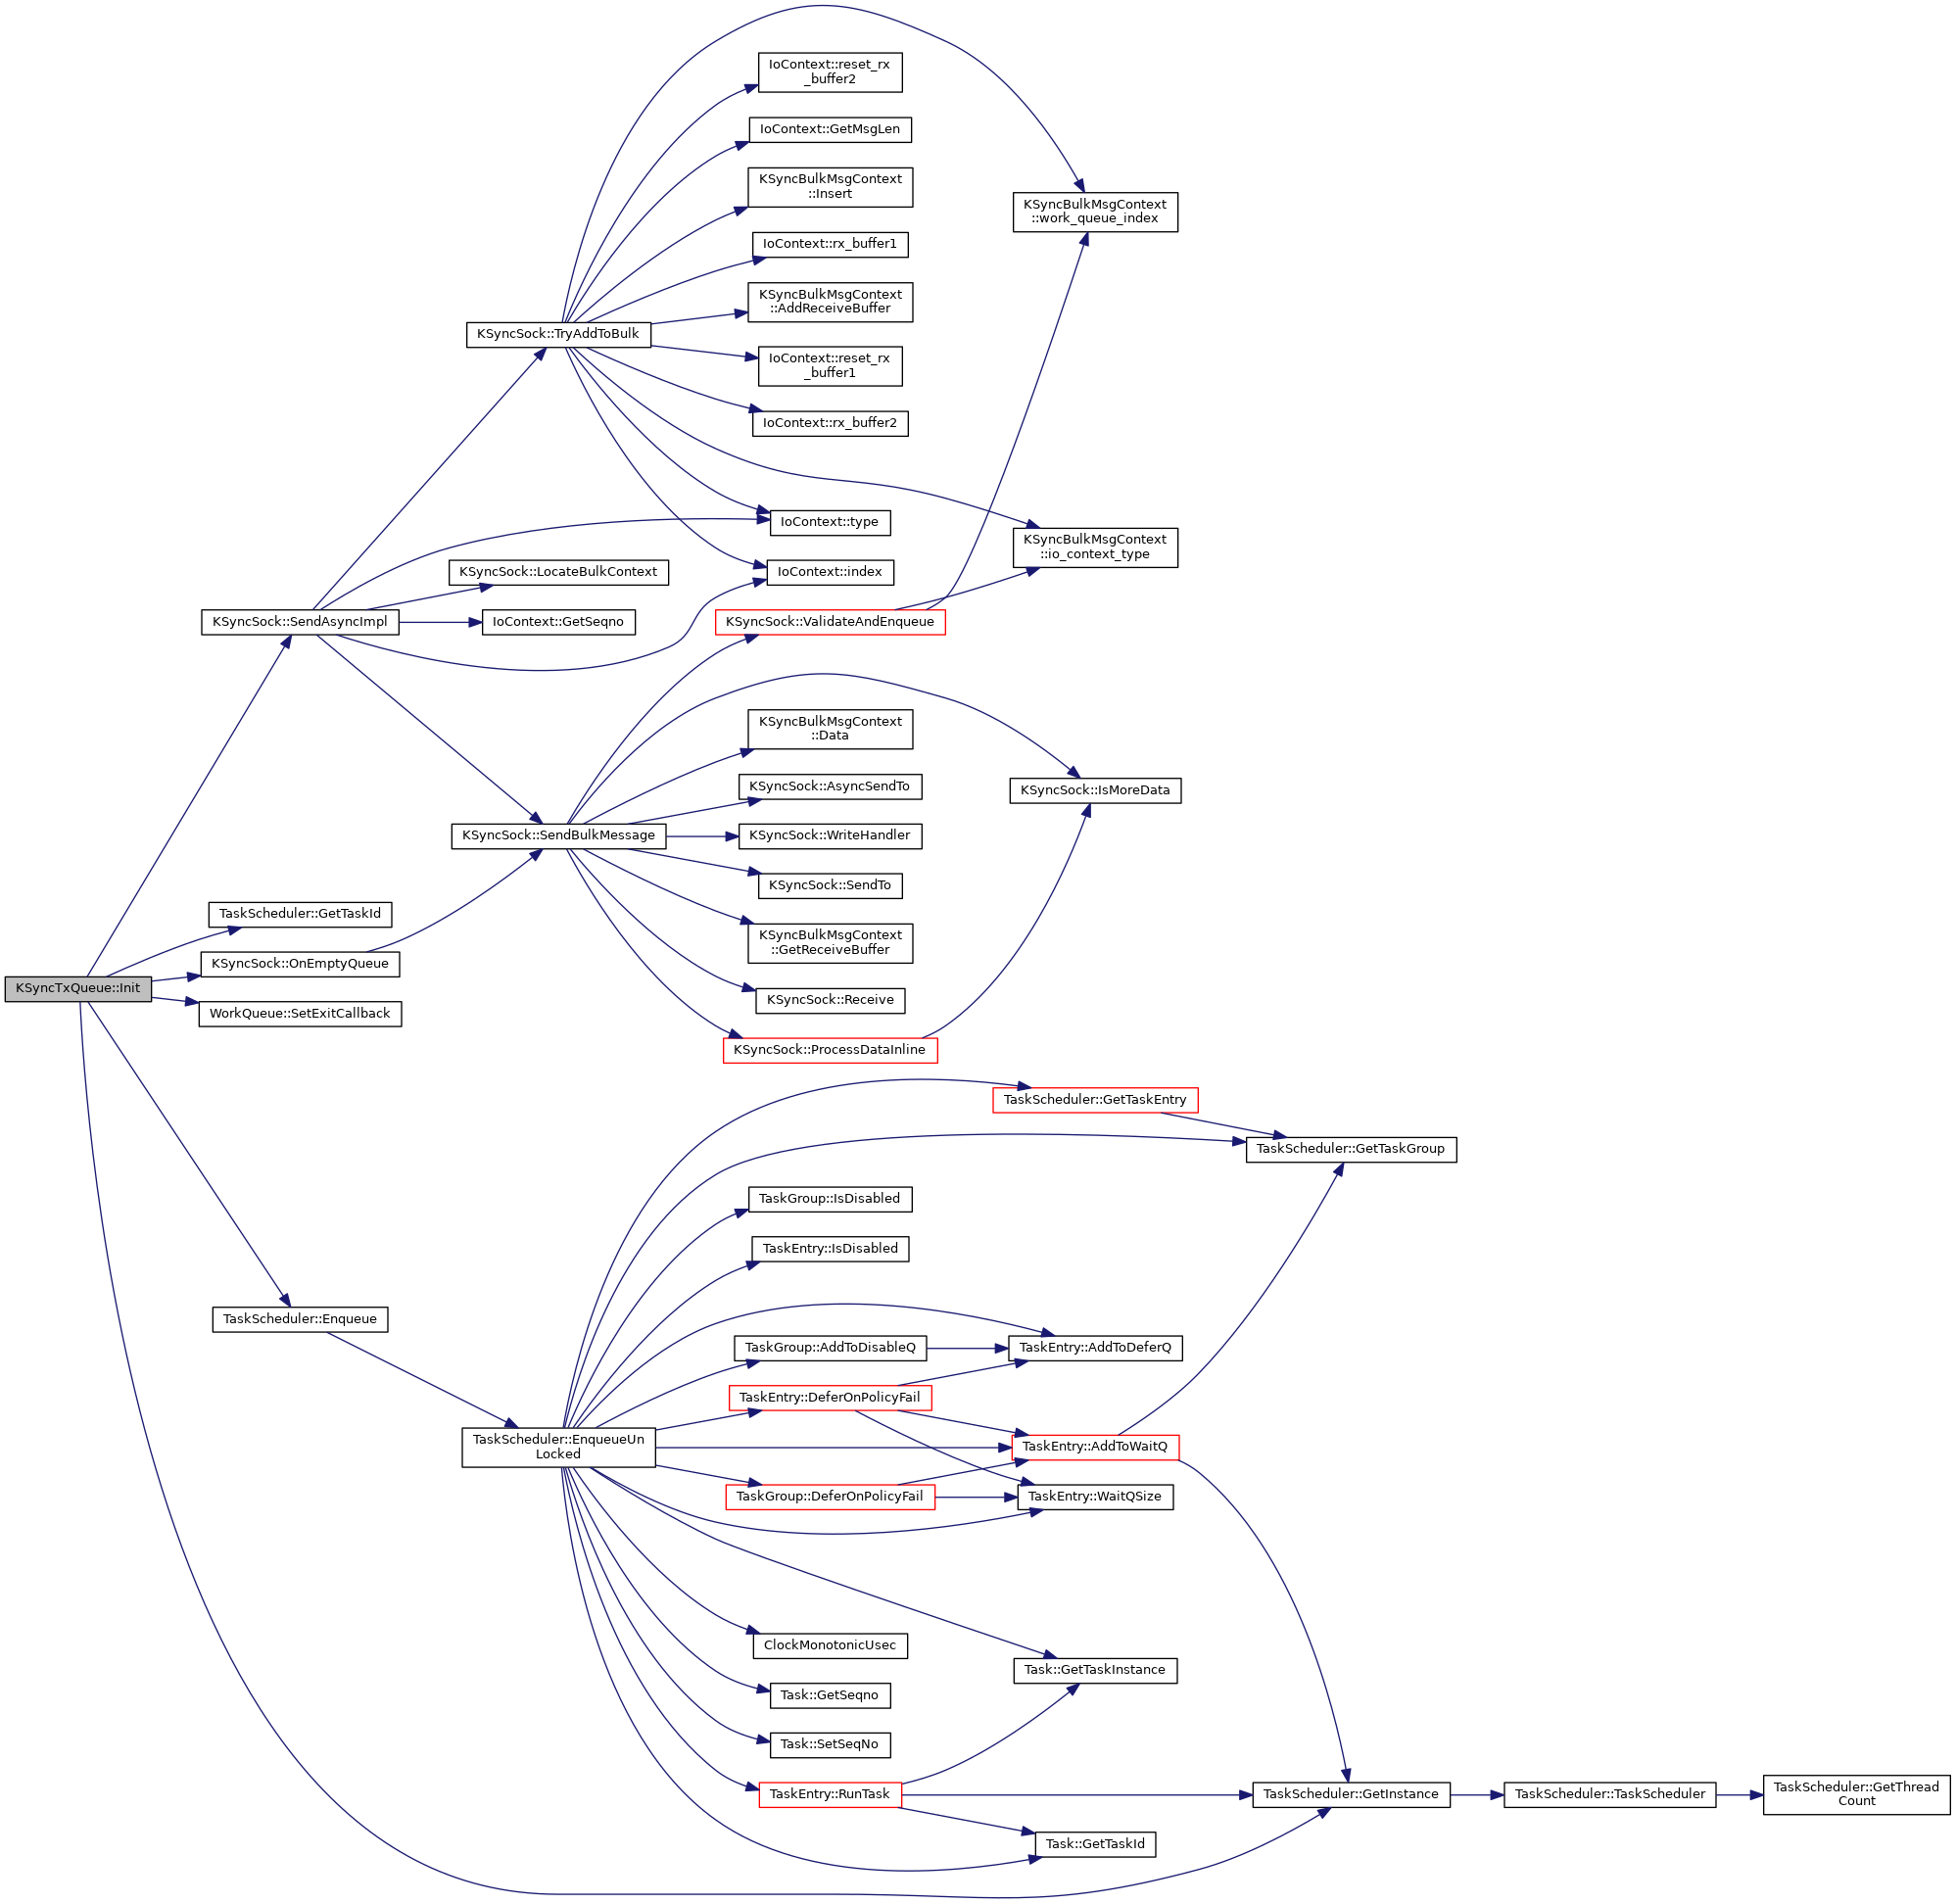 IoContext::reset_rx
_buffer2
IoContext::GetMsgLen
KSyncBulkMsgContext
::Insert
KSyncBulkMsgContext
::work_queue_index
IoContext::rx_buffer1
KSyncBulkMsgContext
::AddReceiveBuffer
KSyncSock::TryAddToBulk
IoContext::reset_rx
_buffer1
IoContext::rx_buffer2
IoContext::type
KSyncBulkMsgContext
::io_context_type
KSyncSock::LocateBulkContext
IoContext::index
KSyncSock::SendAsyncImpl
IoContext::GetSeqno
KSyncSock::ValidateAndEnqueue
KSyncBulkMsgContext
::Data
KSyncSock::AsyncSendTo
KSyncSock::IsMoreData
KSyncSock::SendBulkMessage
KSyncSock::WriteHandler
KSyncSock::SendTo
TaskScheduler::GetTaskId
KSyncBulkMsgContext
::GetReceiveBuffer
KSyncSock::OnEmptyQueue
KSyncTxQueue::Init
KSyncSock::Receive
WorkQueue::SetExitCallback
KSyncSock::ProcessDataInline
TaskScheduler::GetTaskEntry
TaskScheduler::GetTaskGroup
TaskGroup::IsDisabled
TaskEntry::IsDisabled
TaskScheduler::Enqueue
TaskGroup::AddToDisableQ
TaskEntry::AddToDeferQ
TaskEntry::DeferOnPolicyFail
TaskScheduler::EnqueueUn
Locked
TaskEntry::AddToWaitQ
TaskGroup::DeferOnPolicyFail
TaskEntry::WaitQSize
ClockMonotonicUsec
Task::GetTaskInstance
Task::GetSeqno
Task::SetSeqNo
TaskEntry::RunTask
TaskScheduler::GetInstance
TaskScheduler::TaskScheduler
TaskScheduler::GetThread
Count
Task::GetTaskId